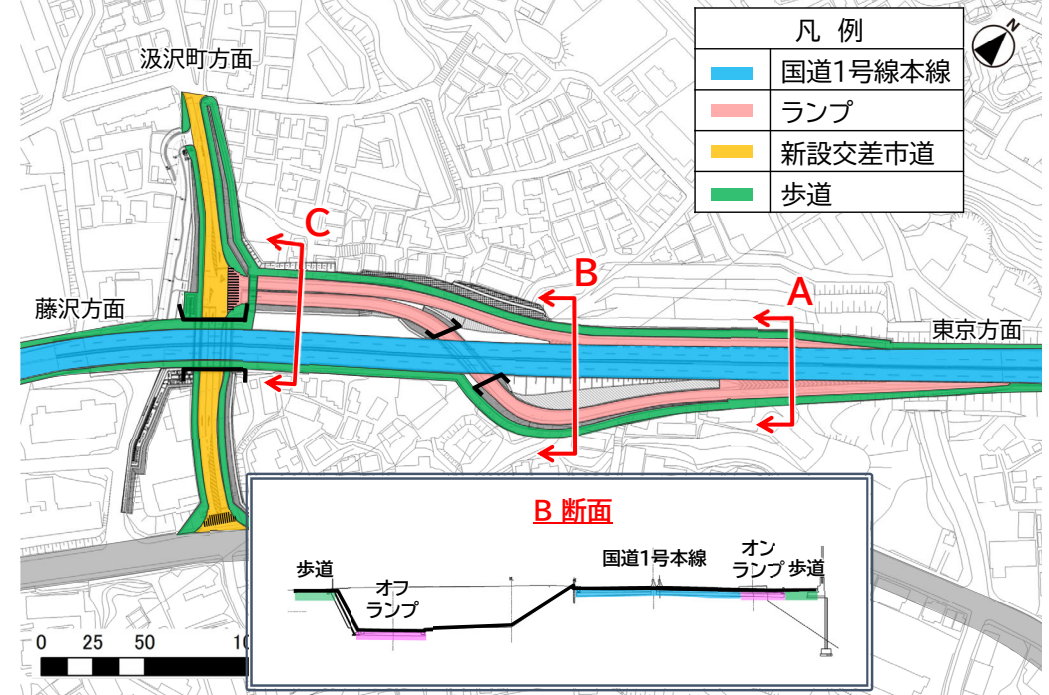 汲沢町方面
凡 例
国道1号線本線
ランプ
新設交差市道
歩道
N
C
B
A
藤沢方面
東京方面
B 断面
歩道
オフ
ランプ
国道1号本線
オン
ランプ
歩道
0 25 50 10